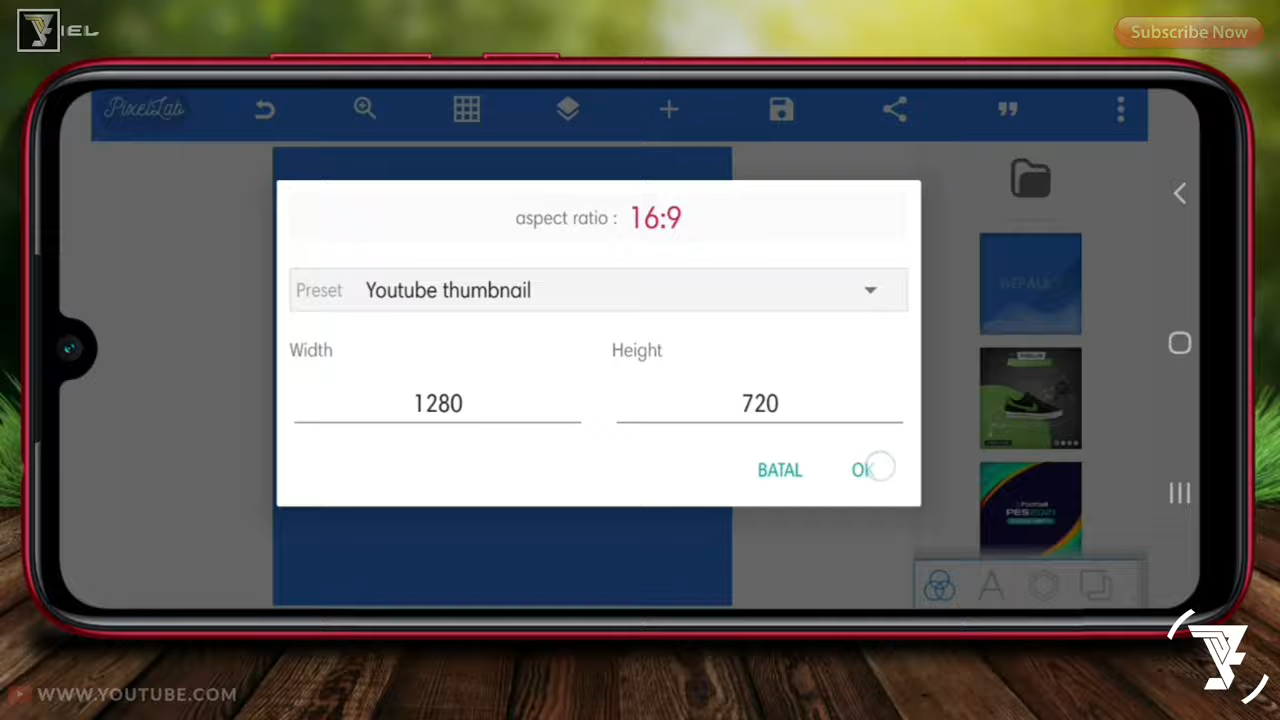 IEL
Subscribe Now
PixelLab
aspect ratio : 16:9
Preset Youtube thumbnail
Width Height
1280 720
BATAL OK
PES2021
WWW.YOUTUBE.COM